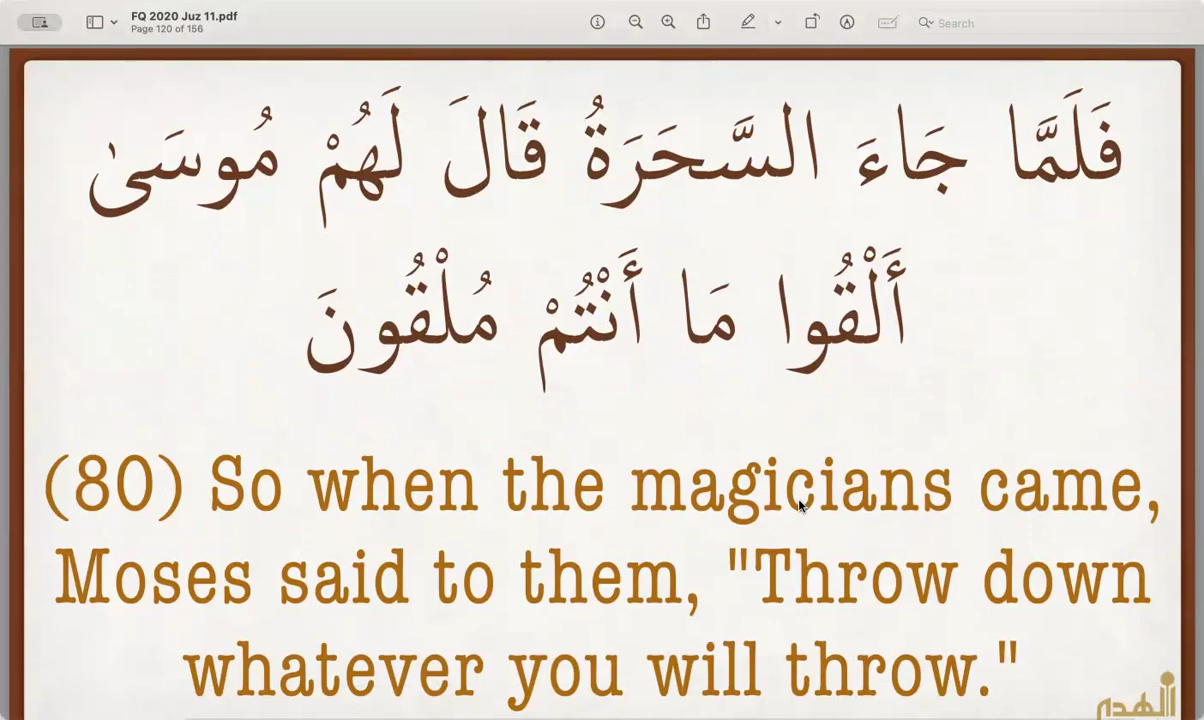 FQ 2020 Juz 11.pdf
Page 120 of 156
Search
فَلَمَّا جَاءَ السَّحَرَةُ قَالَ لَهُمْ مُوسَىٰ
أَلْقُوا مَا أَنْتُمْ مُلْقُونَ
(80) So when the magicians came,
Moses said to them, "Throw down
whatever you will throw."